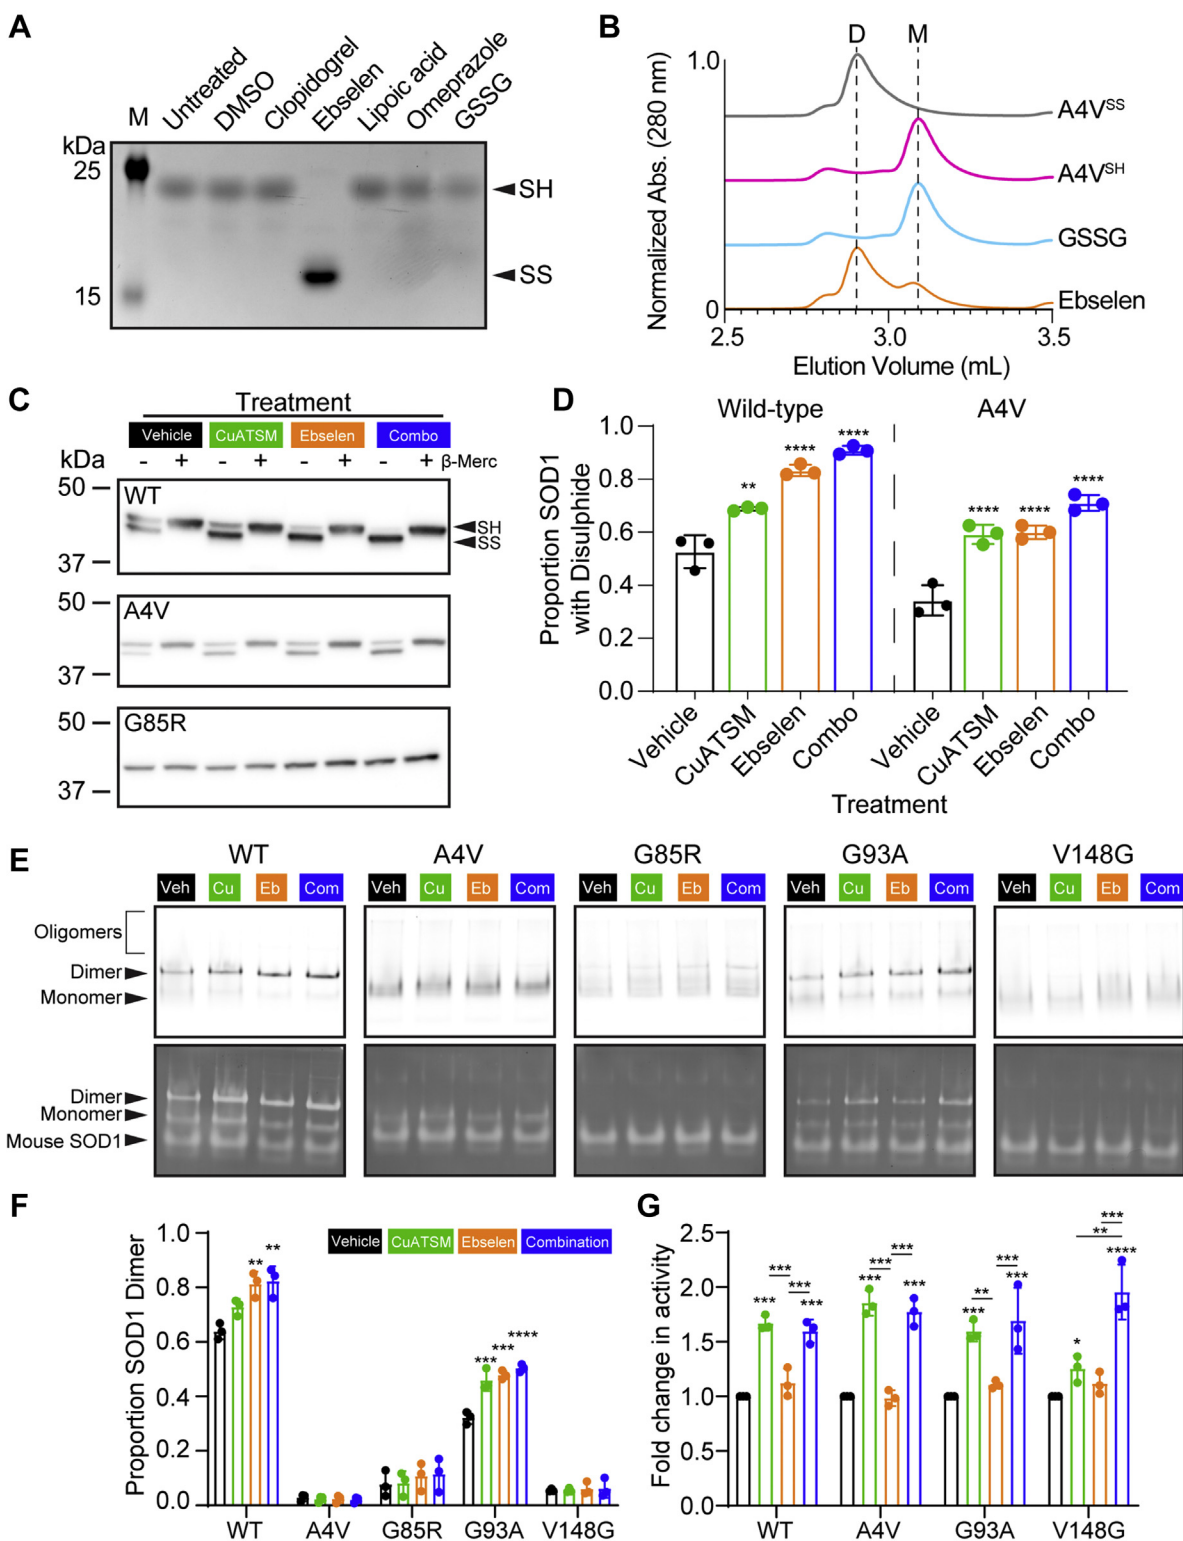 A
M Untreated DMSO Clopidogrel Ebselen Lipoic acid Omeprazole GSSG
kDa
25
SH
SS
15
B
D M
1.0
Normalized Abs. (280 nm)
A4V^SS
A4V^SH
GSSG
Ebselen
0
2.5 3.0 3.5
Elution Volume (mL)
C
Treatment
Vehicle CuATSM Ebselen Combo
kDa - + - + - + - + β-Merc
50
WT
SH
SS
37
50
A4V
37
50
G85R
37
D
Wild-type A4V
Proportion SOD1
with Disulphide
1.0
0.8
0.6
0.4
0.2
0.0
** **** **** **** **** ****
Vehicle CuATSM Ebselen Combo Vehicle CuATSM Ebselen Combo
Treatment
E
WT A4V G85R G93A V148G
Veh Cu Eb Com Veh Cu Eb Com Veh Cu Eb Com Veh Cu Eb Com Veh Cu Eb Com
Oligomers
Dimer
Monomer
Dimer
Monomer
Mouse SOD1
F
Vehicle CuATSM Ebselen Combination
Proportion SOD1 Dimer
1.0
0.8
0.6
0.4
0.2
0.0
** ** *** *** ****
WT A4V G85R G93A V148G
G
Fold change in activity
2.5
2.0
1.5
1.0
0.5
0.0
*** *** *** ***
*** *** *** ***
*** ** *** ***
* ** *** ****
WT A4V G93A V148G